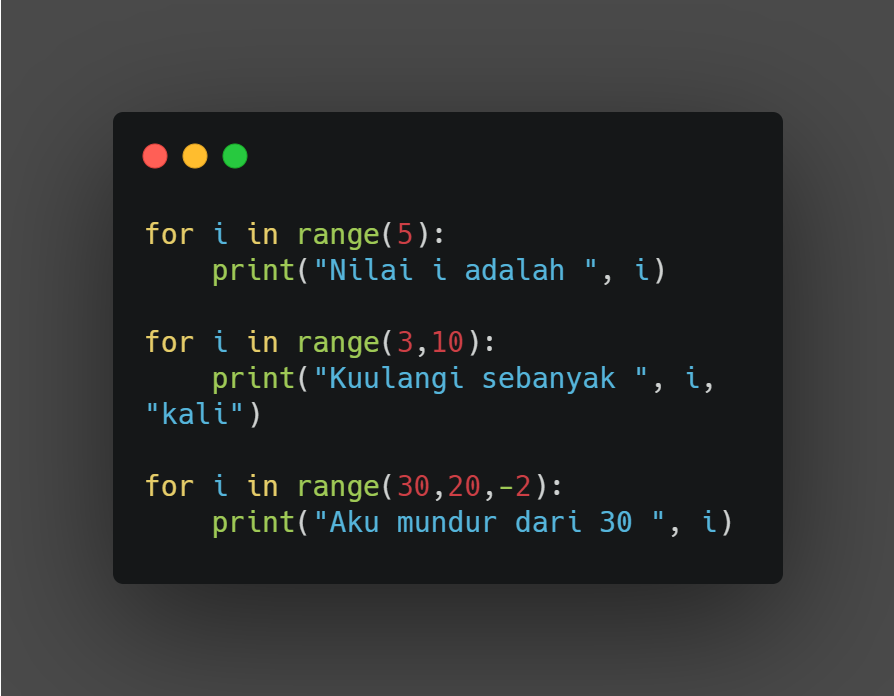 for i in range(5):
    print("Nilai i adalah ", i)

for i in range(3,10):
    print("Kuulangi sebanyak ", i,
"kali")

for i in range(30,20,-2):
    print("Aku mundur dari 30 ", i)